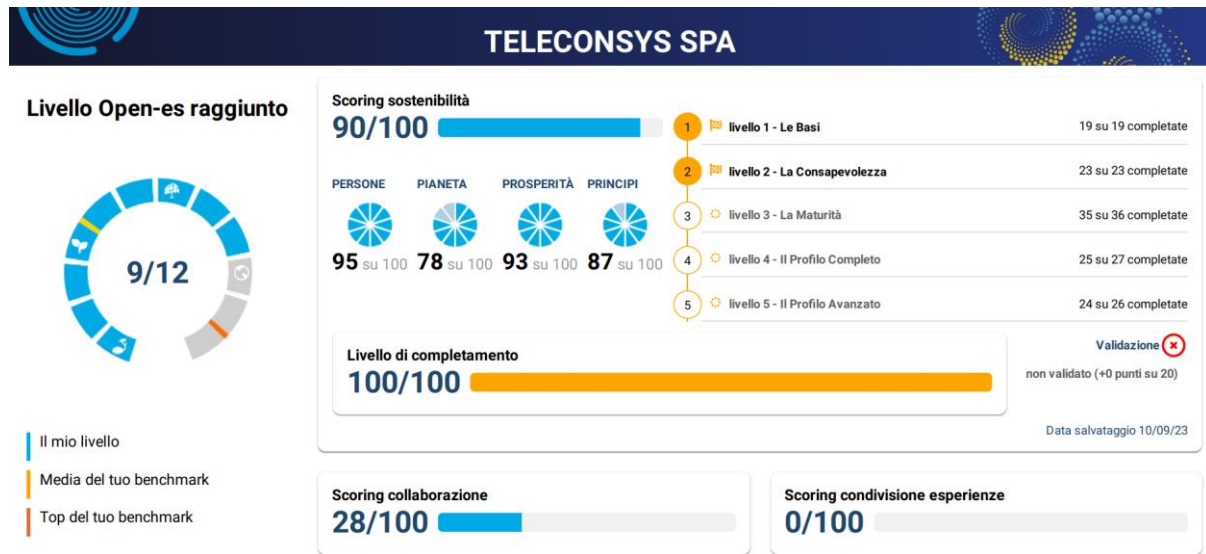 TELECONSYS SPA
Livello Open-es raggiunto
9/12
Il mio livello
Media del tuo benchmark
Top del tuo benchmark
Scoring sostenibilità
90/100
PERSONE PIANETA PROSPERITÀ PRINCIPI
95 su 100 78 su 100 93 su 100 87 su 100
1 livello 1 - Le Basi 19 su 19 completate
2 livello 2 - La Consapevolezza 23 su 23 completate
3 livello 3 - La Maturità 35 su 36 completate
4 livello 4 - Il Profilo Completo 25 su 27 completate
5 livello 5 - Il Profilo Avanzato 24 su 26 completate
Livello di completamento
100/100
Validazione
non validato (+0 punti su 20)
Data salvataggio 10/09/23
Scoring collaborazione
28/100
Scoring condivisione esperienze
0/100